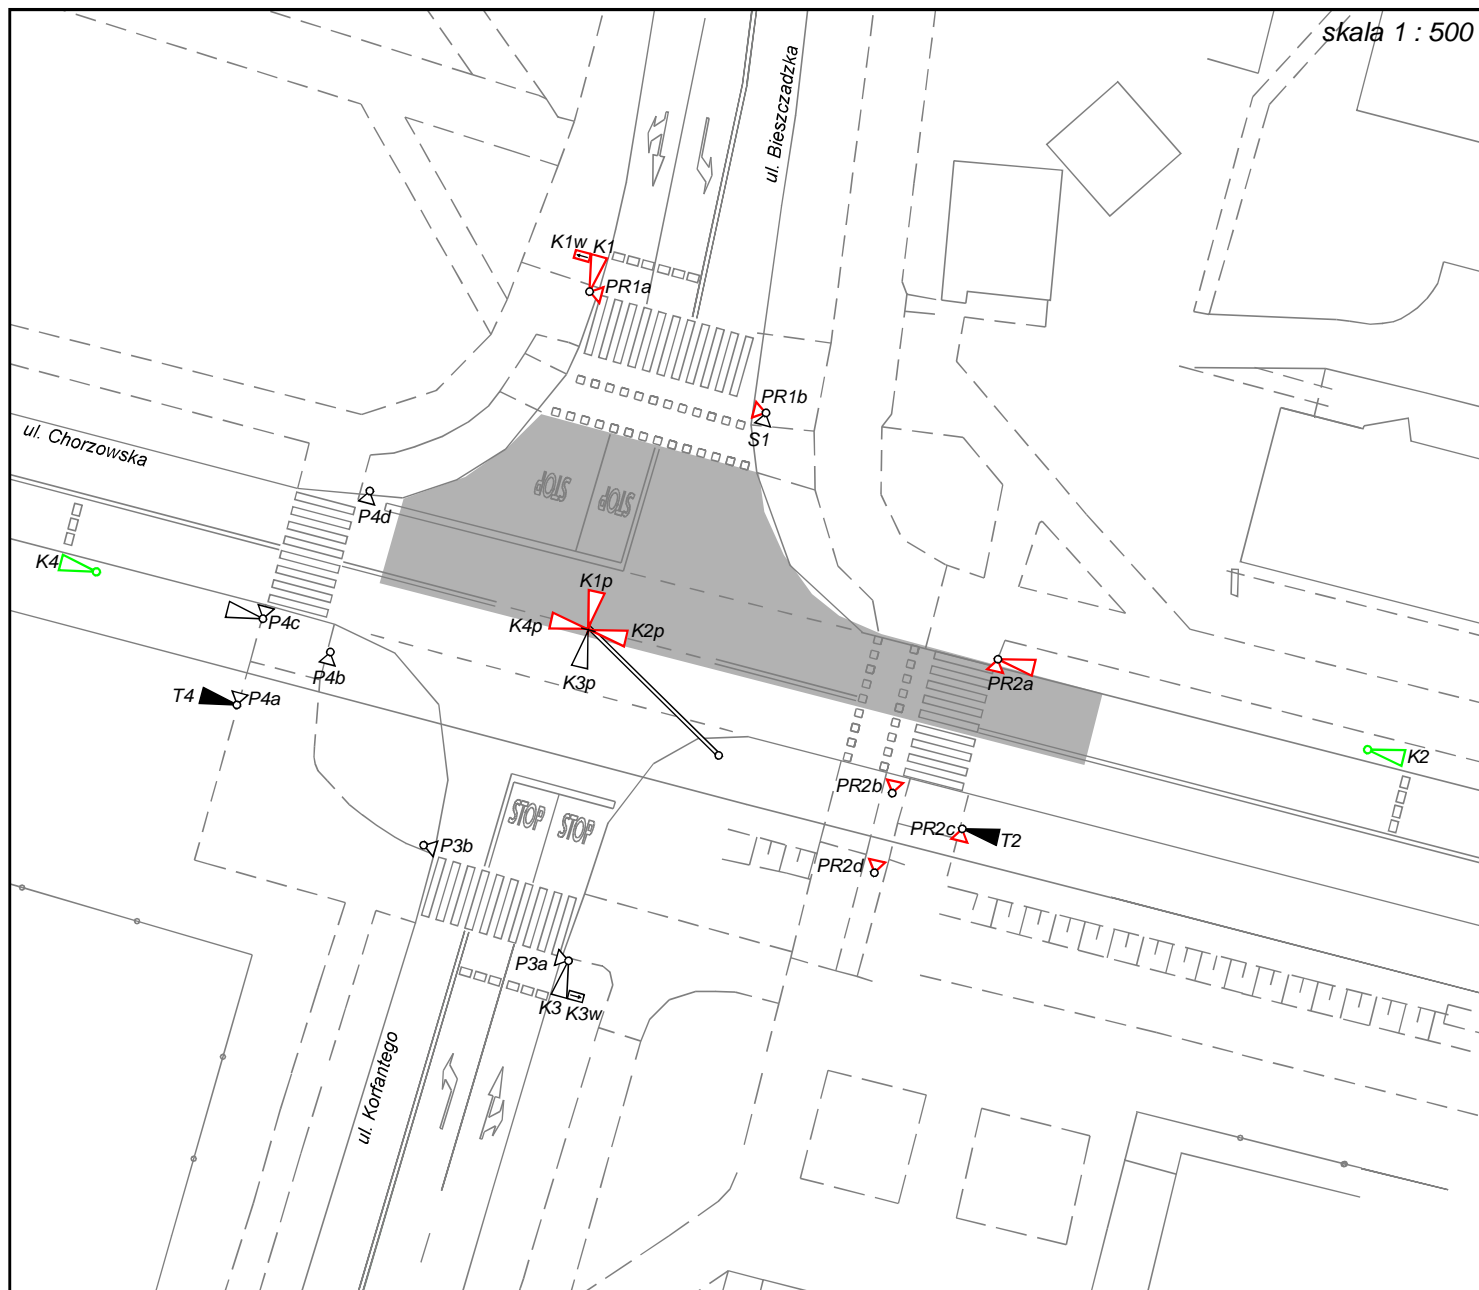 skala 1 : 500
ul. Bieszczadzka
K1w
K1
PR1a
PR1b
S1
ul. Chorzowska
STOP
STOP
P4d
K4
K1p
P4c
K4p
K2p
P4b
K3p
PR2a
T4
P4a
K2
PR2b
STOP
STOP
PR2c
T2
P3b
PR2d
P3a
K3
K3w
ul. Korfantego